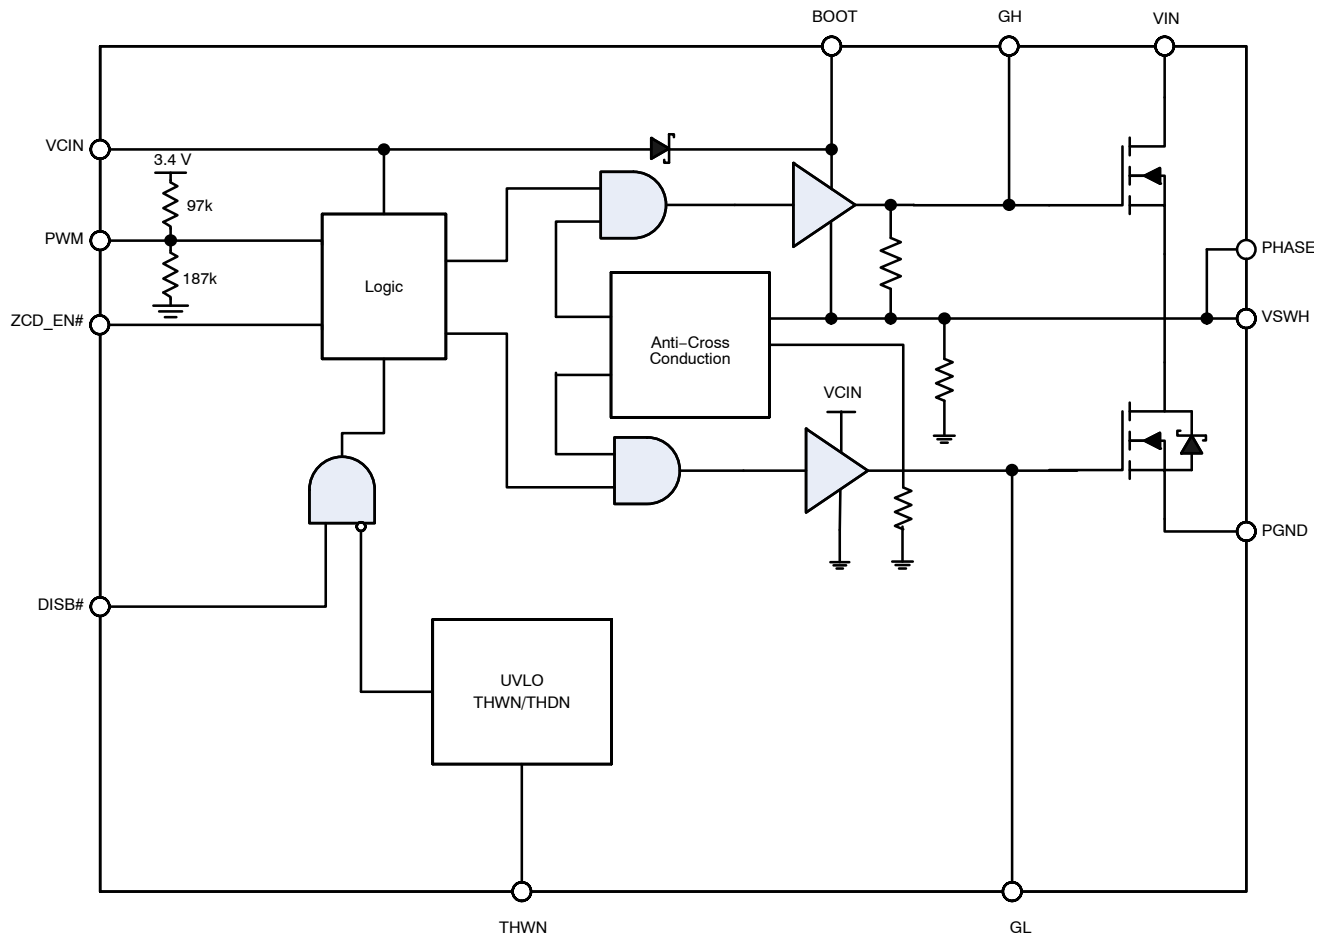 BOOT
GH
VIN
VCIN
3.4 V
97k
PWM
187k
ZCD_EN#
Logic
PHASE
VSWH
Anti–Cross
Conduction
VCIN
PGND
DISB#
UVLO
THWN/THDN
THWN
GL